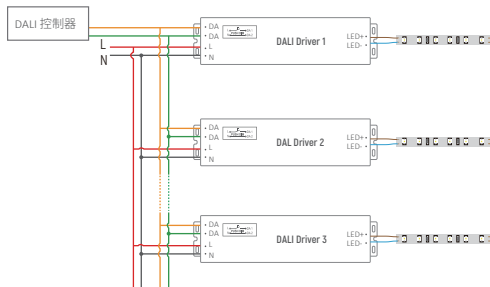 DALI 控制器
L
N
DA
DA
L
N
DALI Driver 1
LED+
LED-
DA
DA
L
N
DAL Driver 2
LED+
LED-
DA
DA
L
N
DALI Driver 3
LED+
LED-